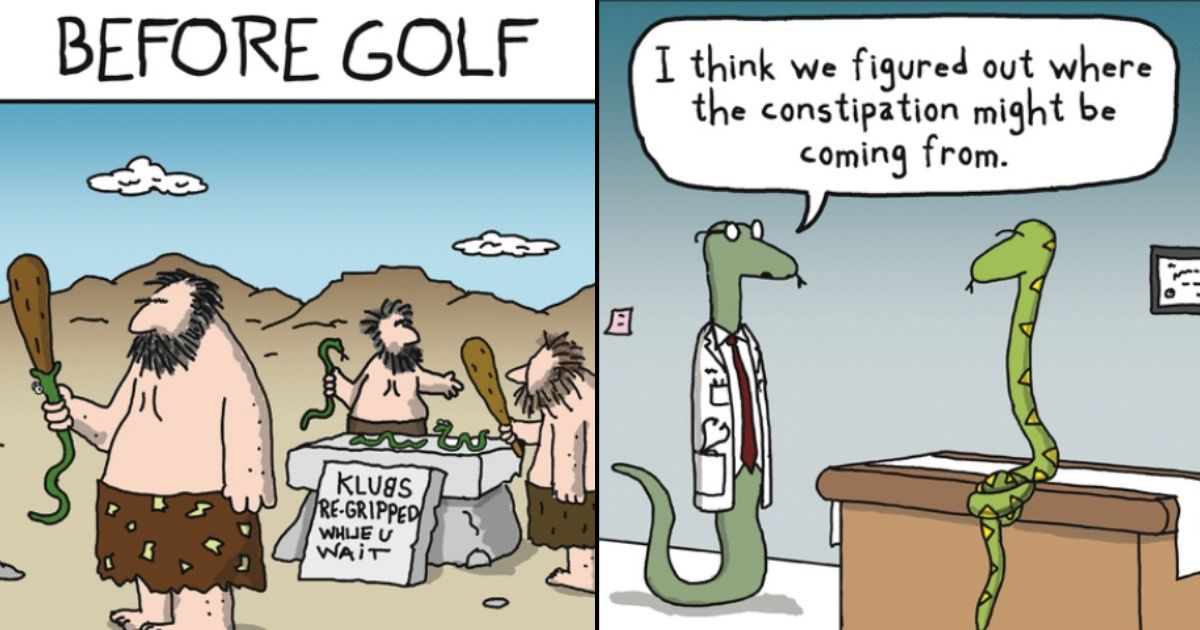 BEFORE GOLF
KLUBS
RE-GRIPPED
WHILE U
WAIT
I think we figured out where
the constipation might be
coming from.